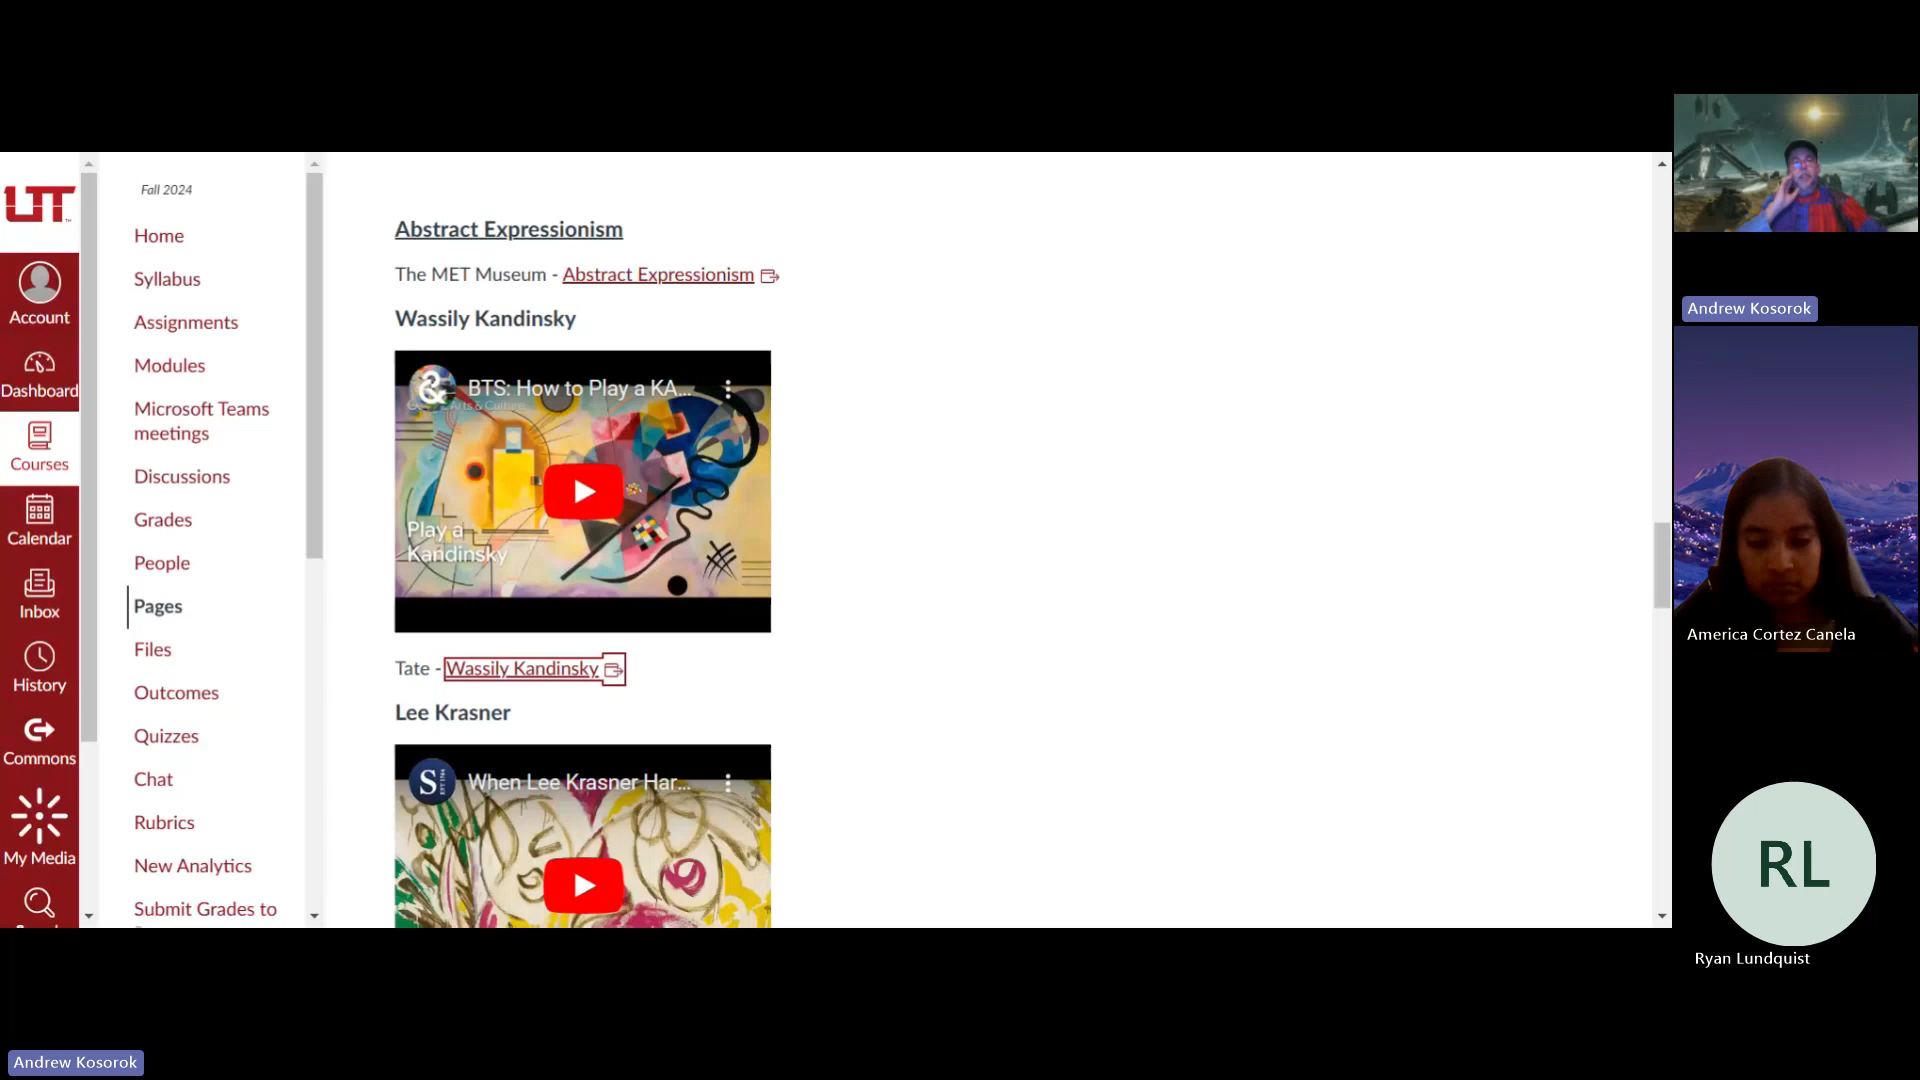 UT
Account
Dashboard
Courses
Calendar
Inbox
History
Commons
My Media
Fall 2024
Home
Syllabus
Assignments
Modules
Microsoft Teams
meetings
Discussions
Grades
People
Pages
Files
Outcomes
Quizzes
Chat
Rubrics
New Analytics
Submit Grades to
Abstract Expressionism
The MET Museum - Abstract Expressionism
Wassily Kandinsky
BTS: How to Play a KA...
Arts & Culture
Play a
Kandinsky
Tate - Wassily Kandinsky
Lee Krasner
S
When Lee Krasner Har...
Andrew Kosorok
America Cortez Canela
RL
Ryan Lundquist
Andrew Kosorok